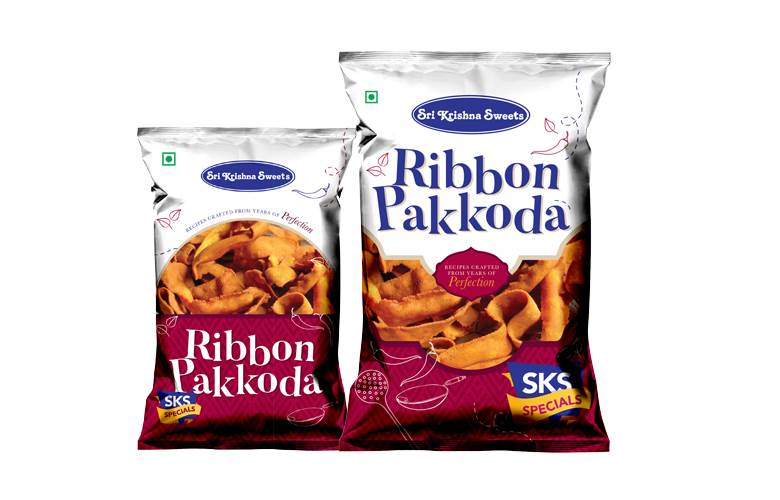 Sri Krishna Sweets
RECIPES CRAFTED FROM YEARS OF Perfection
Ribbon
Pakkoda
SKS
SPECIALS
Sri Krishna Sweets
Ribbon
Pakkoda
RECIPES CRAFTED
FROM YEARS OF
Perfection
SKS
SPECIALS